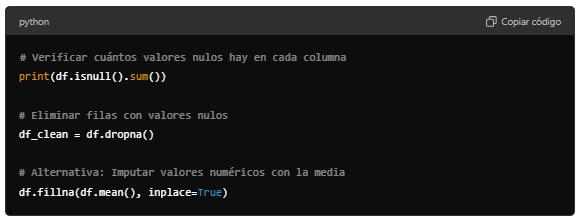 python
Copiar código
# Verificar cuántos valores nulos hay en cada columna
print(df.isnull().sum())
# Eliminar filas con valores nulos
df_clean = df.dropna()
# Alternativa: Imputar valores numéricos con la media
df.fillna(df.mean(), inplace=True)